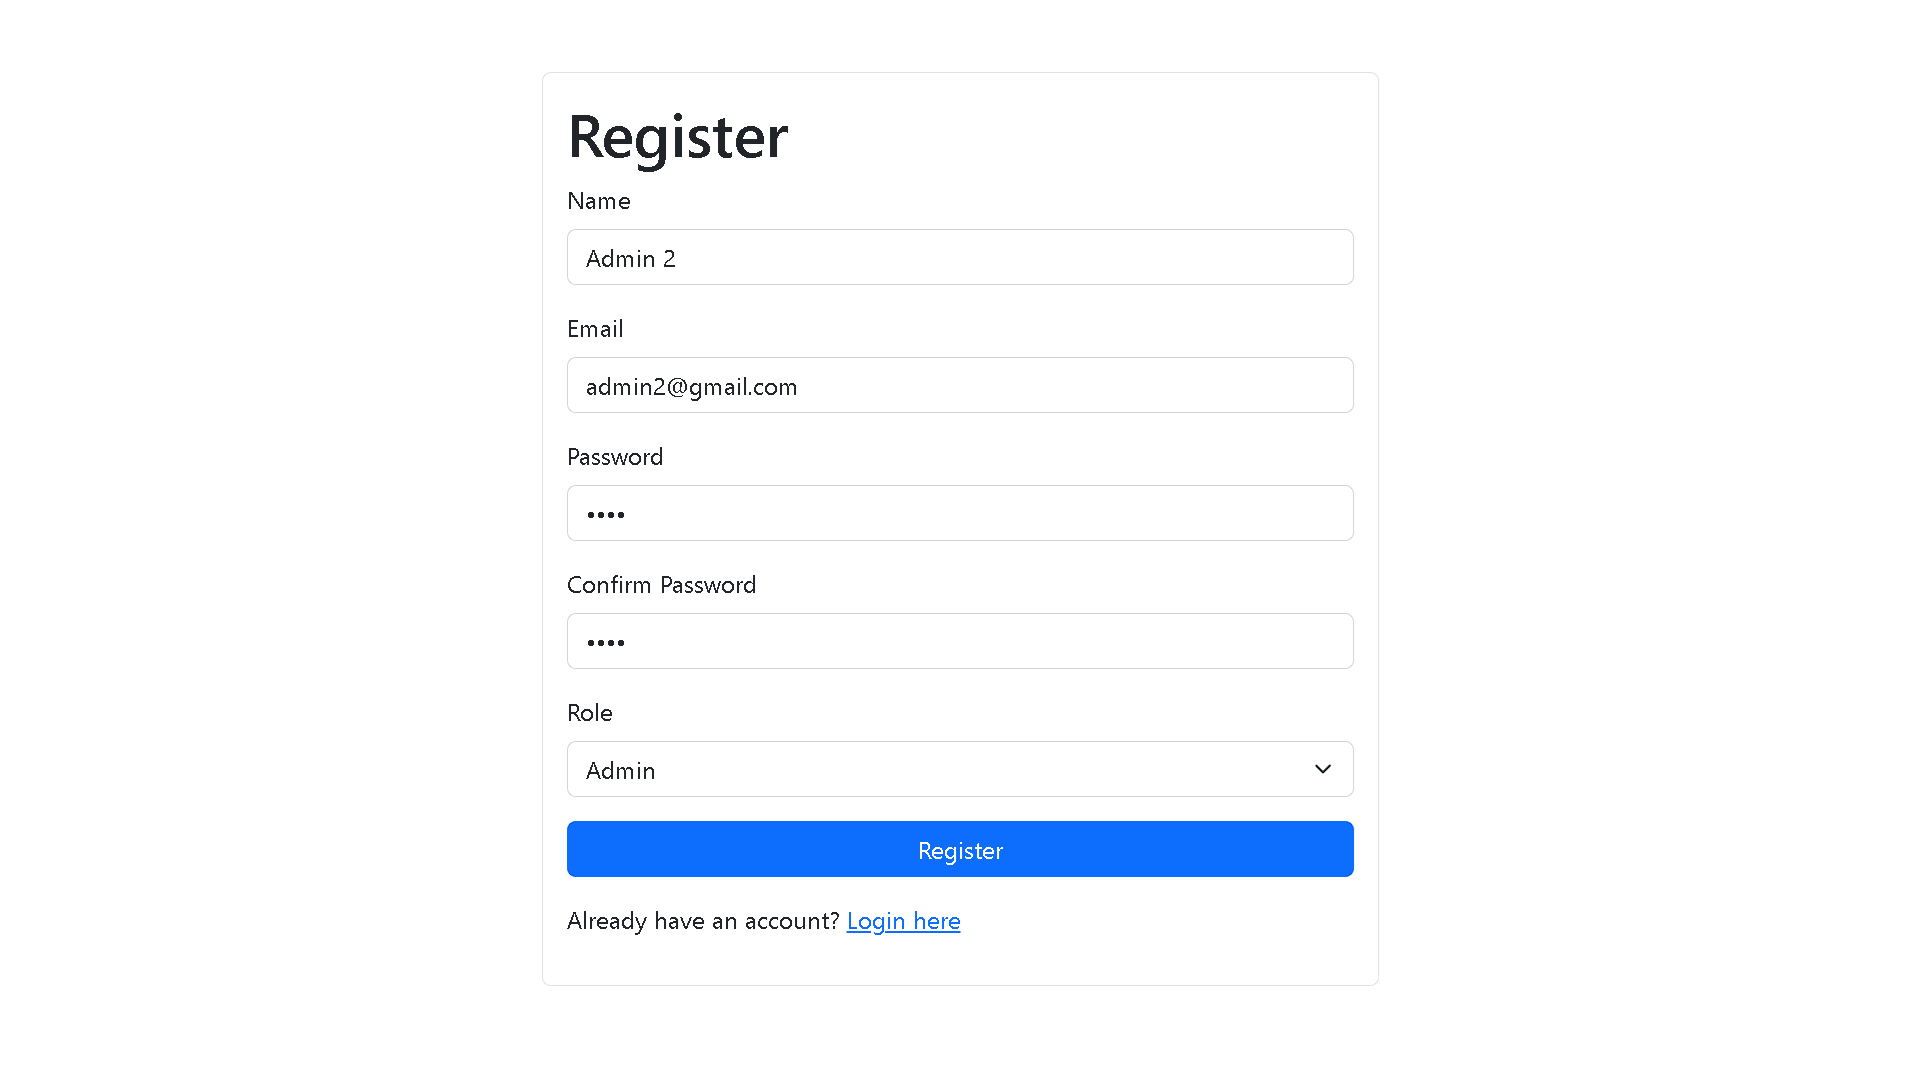 Register
Name
Admin 2
Email
admin2@gmail.com
Password
••••
Confirm Password
••••
Role
Admin
Register
Already have an account? Login here